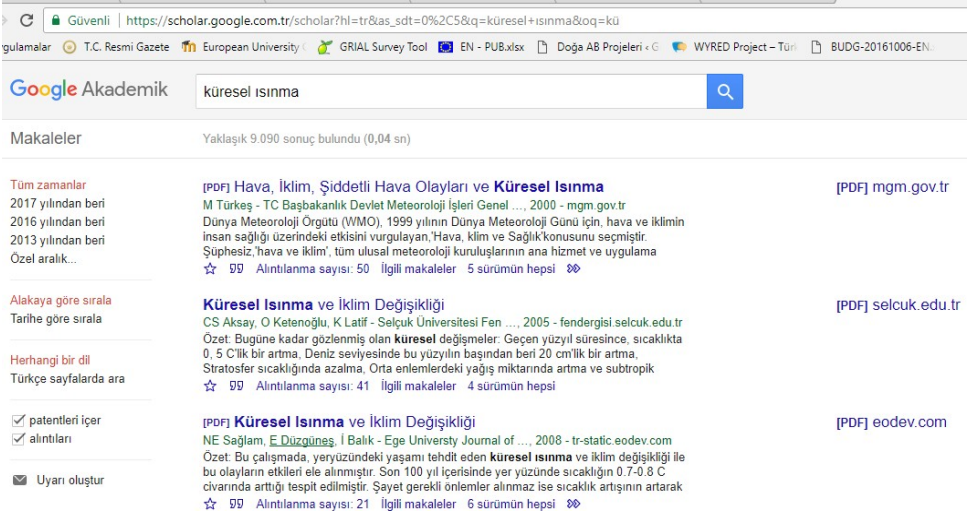 Güvenli https://scholar.google.com.tr/scholar?hl=tr&as_sdt=0%2C5&q=küresel+ısınma&oq=kü
T.C. Resmi Gazete European University GRIAL Survey Tool EN - PUB.xlsx Doğa AB Projeleri ‹ G WYRED Project – Tür BUDG-20161006-EN
Google Akademik
küresel ısınma
Makaleler
Yaklaşık 9.090 sonuç bulundu (0,04 sn)
Tüm zamanlar
2017 yılından beri
2016 yılından beri
2013 yılından beri
Özel aralık...
Alakaya göre sırala
Tarihe göre sırala
Herhangi bir dil
Türkçe sayfalarda ara
patentleri içer
alıntıları
Uyarı oluştur
[PDF] Hava, İklim, Şiddetli Hava Olayları ve Küresel Isınma
[PDF] mgm.gov.tr
M Türkeş - TC Başbakanlık Devlet Meteoroloji İşleri Genel ..., 2000 - mgm.gov.tr
Dünya Meteoroloji Örgütü (WMO), 1999 yılının Dünya Meteoroloji Günü için, hava ve iklimin
insan sağlığı üzerindeki etkisini vurgulayan,'Hava, klim ve Sağlık'konusunu seçmiştir.
Şüphesiz,'hava ve iklim', tüm ulusal meteoroloji kuruluşlarının ana hizmet ve uygulama
Alıntılanma sayısı: 50 İlgili makaleler 5 sürümün hepsi
Küresel Isınma ve İklim Değişikliği
[PDF] selcuk.edu.tr
CS Aksay, O Ketenoğlu, K Latif - Selçuk Üniversitesi Fen ..., 2005 - fendergisi.selcuk.edu.tr
Özet: Bugüne kadar gözlenmiş olan küresel değişmeler: Geçen yüzyıl süresince, sıcaklıkta
0, 5 C'lik bir artma, Deniz seviyesinde bu yüzyılın başından beri 20 cm'lik bir artma,
Stratosfer sıcaklığında azalma, Orta enlemlerdeki yağış miktarında artma ve subtropik
Alıntılanma sayısı: 41 İlgili makaleler 4 sürümün hepsi
[PDF] Küresel Isınma ve İklim Değişikliği
[PDF] eodev.com
NE Sağlam, E Düzgüneş, İ Balık - Ege Universty Journal of ..., 2008 - tr-static.eodev.com
Özet: Bu çalışmada, yeryüzündeki yaşamı tehdit eden küresel ısınma ve iklim değişikliği ile
bu olayların etkileri ele alınmıştır. Son 100 yıl içerisinde yer yüzünde sıcaklığın 0.7-0.8 C
civarında arttığı tespit edilmiştir. Şayet gerekli önlemler alınmaz ise sıcaklık artışının artarak
Alıntılanma sayısı: 21 İlgili makaleler 6 sürümün hepsi